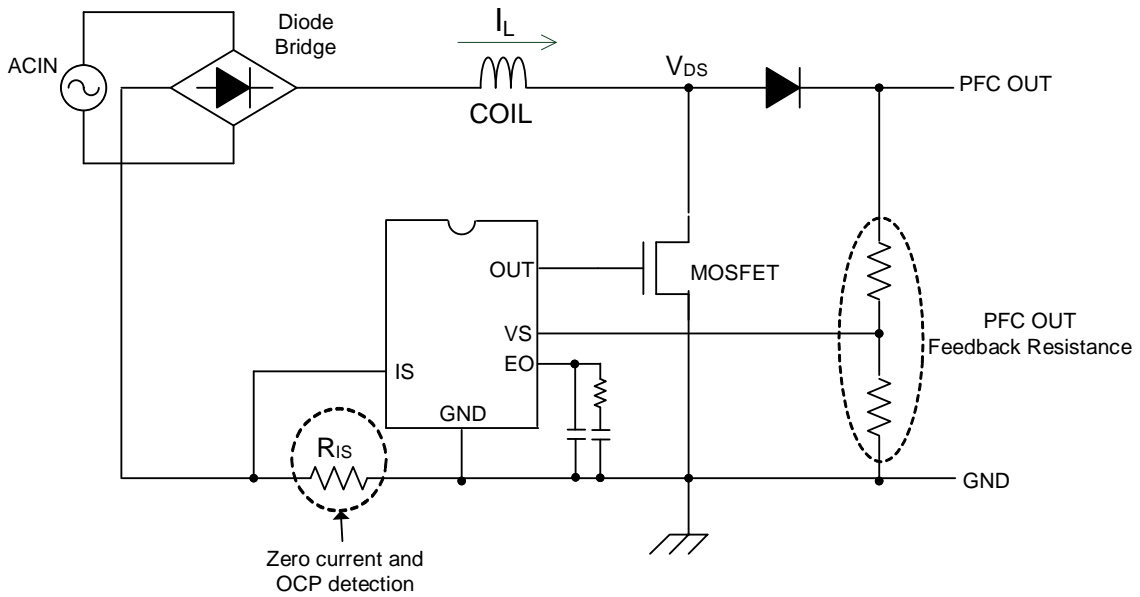 Diode
Bridge
IL
ACIN
VDS
PFC OUT
COIL
OUT
MOSFET
VS
PFC OUT
Feedback Resistance
EO
IS
GND
RIS
GND
Zero current and
OCP detection